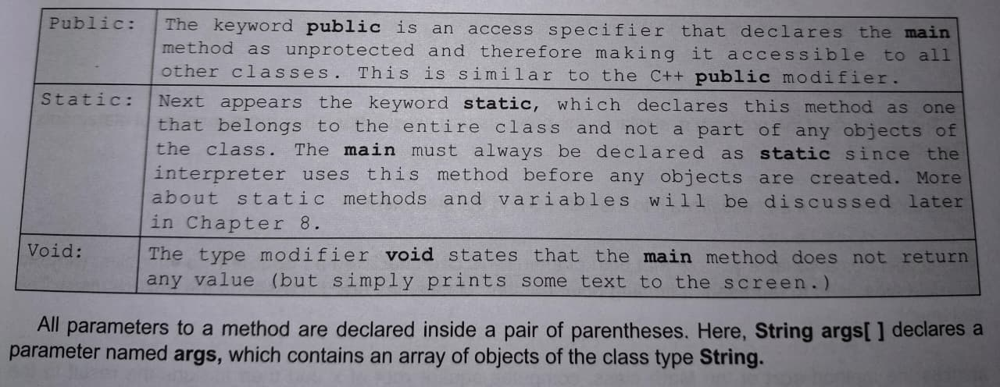 Public: The keyword public is an access specifier that declares the main
method as unprotected and therefore making it accessible to all
other classes. This is similar to the C++ public modifier.
Static: Next appears the keyword static, which declares this method as one
that belongs to the entire class and not a part of any objects of
the class. The main must always be declared as static since the
interpreter uses this method before any objects are created. More
about static methods and variables will be discussed later
in Chapter 8.
Void: The type modifier void states that the main method does not return
any value (but simply prints some text to the screen.)
All parameters to a method are declared inside a pair of parentheses. Here, String args[ ] declares a
parameter named args, which contains an array of objects of the class type String.